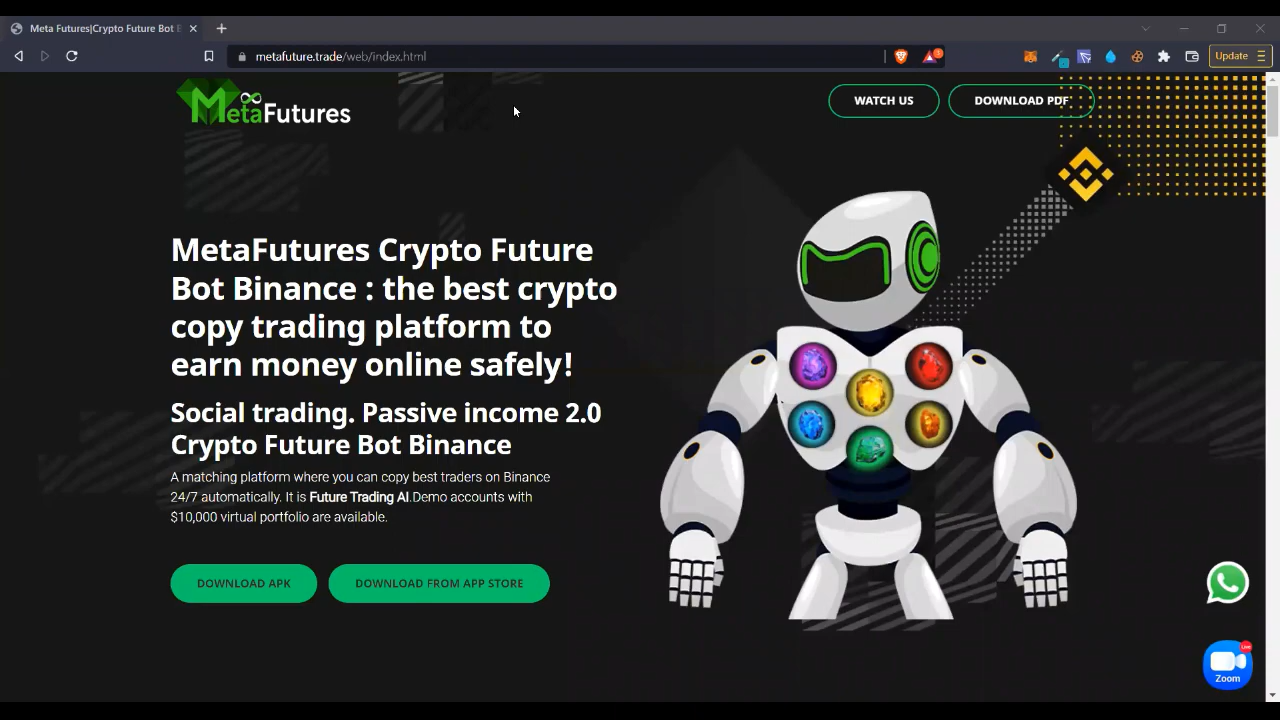 Meta Futures|Crypto Future Bot B
metafuture.trade/web/index.html
Update
MetaFutures
WATCH US
DOWNLOAD PDF
MetaFutures Crypto Future
Bot Binance : the best crypto
copy trading platform to
earn money online safely!
Social trading. Passive income 2.0
Crypto Future Bot Binance
A matching platform where you can copy best traders on Binance
24/7 automatically. It is Future Trading AI.Demo accounts with
$10,000 virtual portfolio are available.
DOWNLOAD APK
DOWNLOAD FROM APP STORE
Live
Zoom